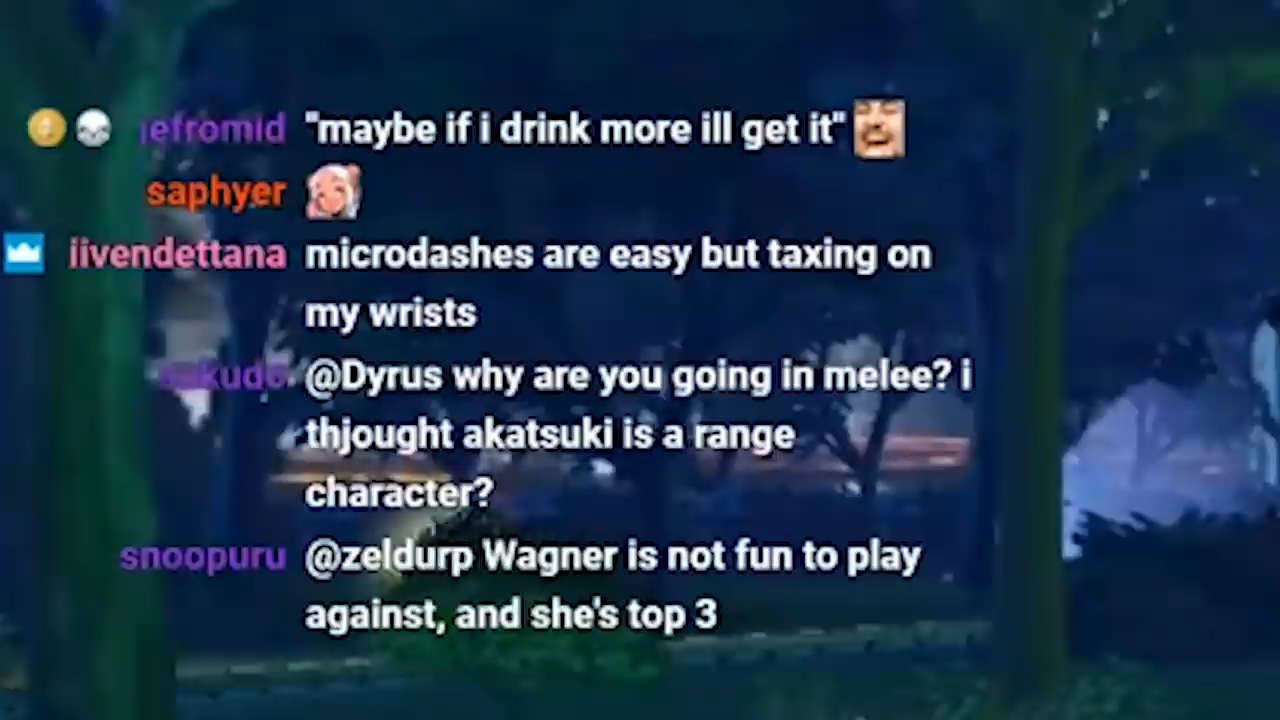 jefromid "maybe if i drink more ill get it"
saphyer
iivendettana microdashes are easy but taxing on
my wrists
@Dyrus why are you going in melee? i
thjought akatsuki is a range
character?
snoopuru @zeldurp Wagner is not fun to play
against, and she's top 3